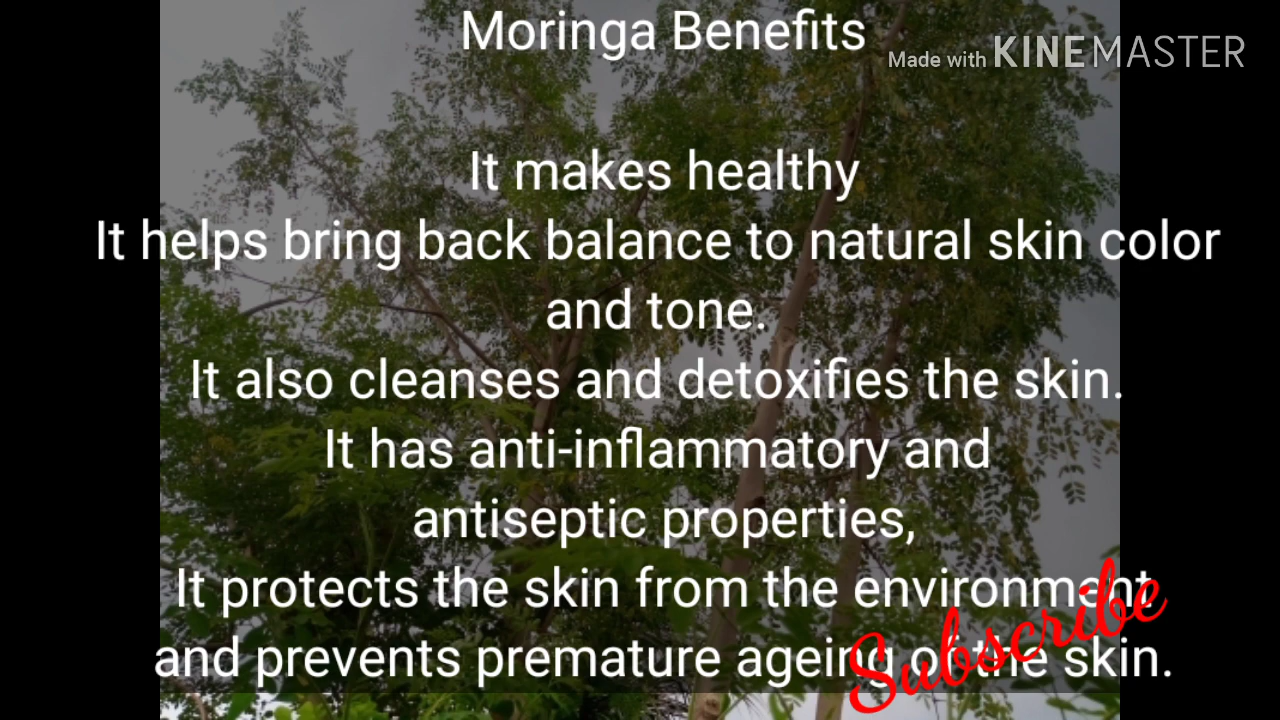 Moringa Benefits
Made with KINEMASTER
It makes healthy
It helps bring back balance to natural skin color
and tone.
It also cleanses and detoxifies the skin.
It has anti-inflammatory and
antiseptic properties,
It protects the skin from the environment
and prevents premature ageing of the skin.
Subscribe